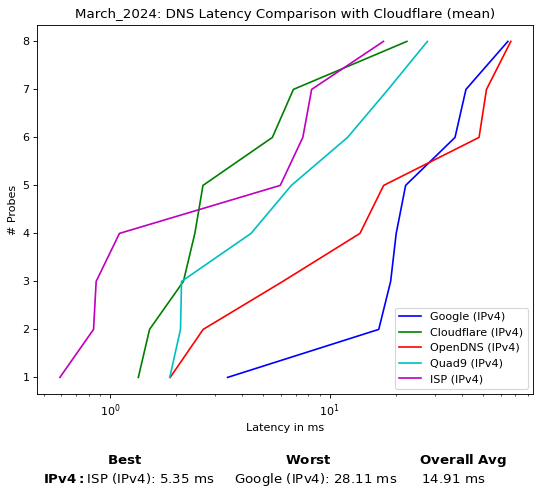 March_2024: DNS Latency Comparison with Cloudflare (mean)
# Probes
8
7
6
5
4
3
2
1
Google (IPv4)
Cloudflare (IPv4)
OpenDNS (IPv4)
Quad9 (IPv4)
ISP (IPv4)
10⁰ 10¹
Latency in ms
Best Worst Overall Avg
IPv4: ISP (IPv4): 5.35 ms Google (IPv4): 28.11 ms 14.91 ms